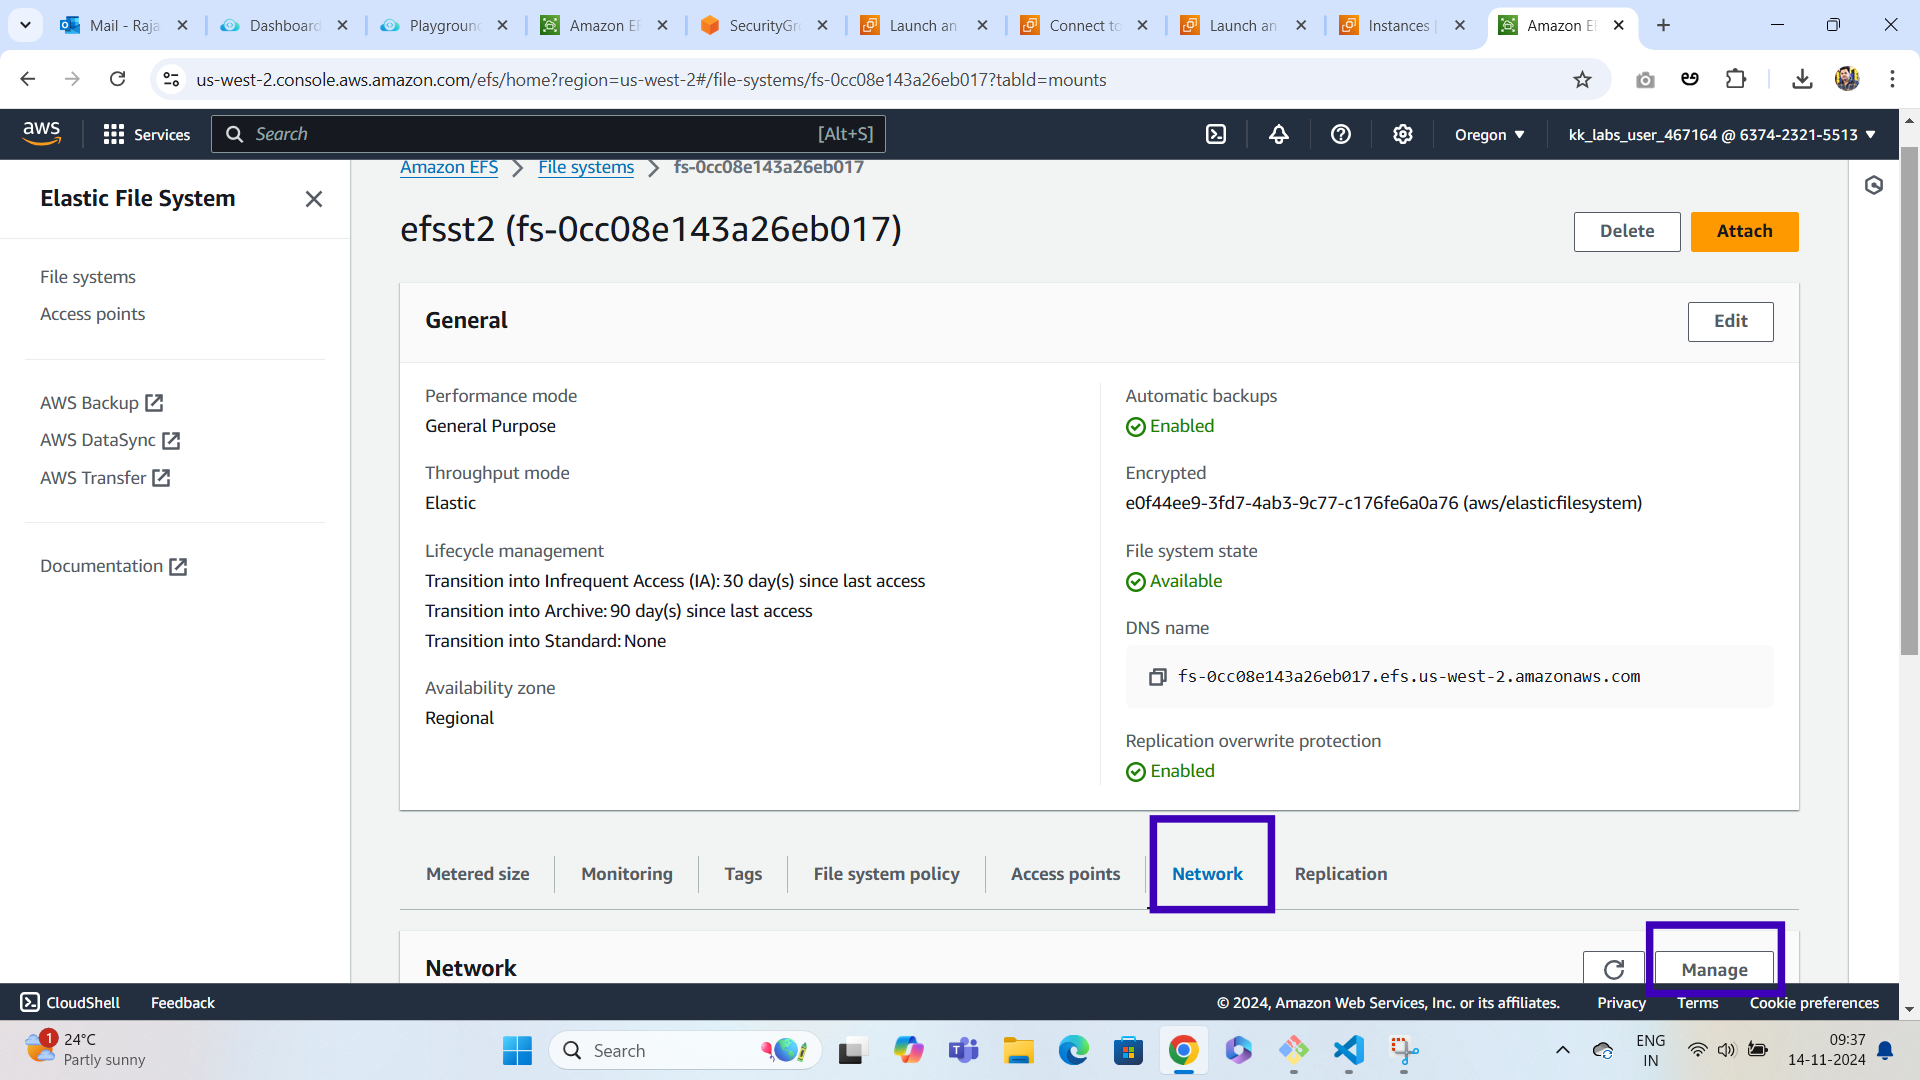 Mail - Raja
Dashboard
Playground
Amazon EF
SecurityGro
Launch an
Connect to
Launch an
Instances |
Amazon EF
us-west-2.console.aws.amazon.com/efs/home?region=us-west-2#/file-systems/fs-0cc08e143a26eb017?tabId=mounts
aws
Services
Search
[Alt+S]
Oregon
kk_labs_user_467164 @ 6374-2321-5513
Elastic File System
File systems
Access points
AWS Backup
AWS DataSync
AWS Transfer
Documentation
Amazon EFS
File systems
fs-0cc08e143a26eb017
efsst2 (fs-0cc08e143a26eb017)
Delete
Attach
General
Edit
Performance mode
General Purpose
Throughput mode
Elastic
Lifecycle management
Transition into Infrequent Access (IA): 30 day(s) since last access
Transition into Archive: 90 day(s) since last access
Transition into Standard: None
Availability zone
Regional
Automatic backups
Enabled
Encrypted
e0f44ee9-3fd7-4ab3-9c77-c176fe6a0a76 (aws/elasticfilesystem)
File system state
Available
DNS name
fs-0cc08e143a26eb017.efs.us-west-2.amazonaws.com
Replication overwrite protection
Enabled
Metered size
Monitoring
Tags
File system policy
Access points
Network
Replication
Network
Manage
CloudShell
Feedback
© 2024, Amazon Web Services, Inc. or its affiliates.
Privacy
Terms
Cookie preferences
1
24°C
Partly sunny
Search
ENG
IN
09:37
14-11-2024